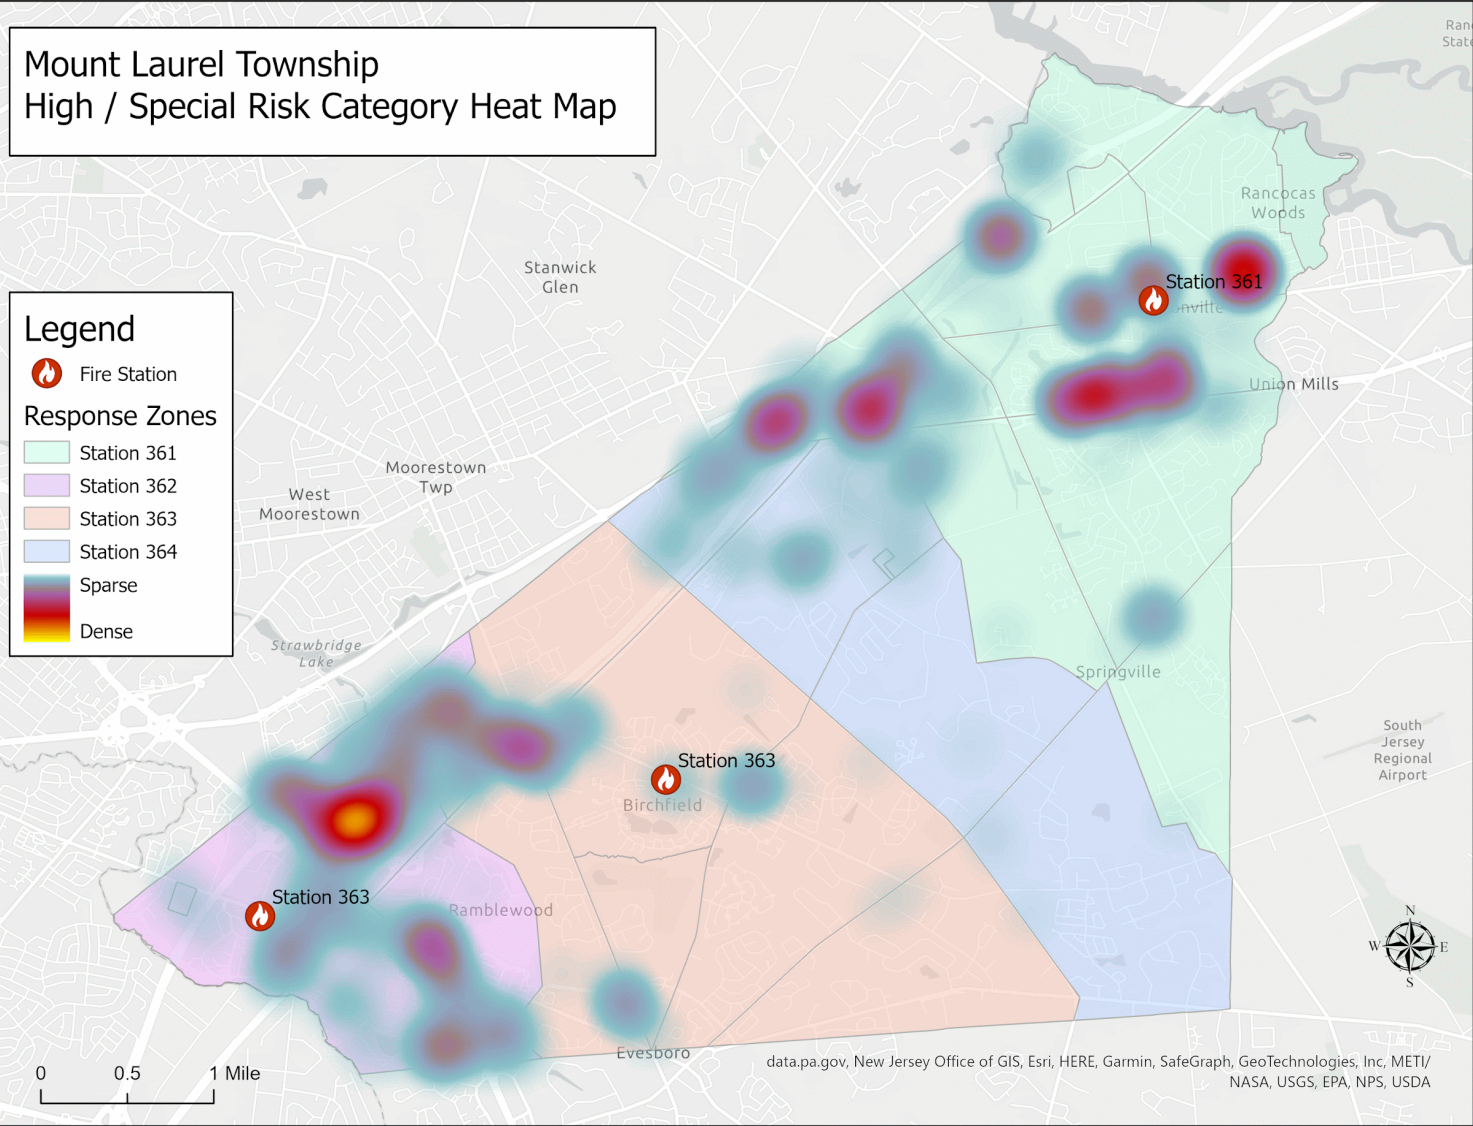 Mount Laurel Township
High / Special Risk Category Heat Map
Rancocas
Woods
Stanwick
Glen
Station 361
Legend
Fire Station
Response Zones
Station 361
Station 362
Station 363
Station 364
Sparse
Dense
Union Mills
Moorestown
Twp
West
Moorestown
Strawbridge
Lake
Springville
South
Jersey
Regional
Airport
Station 363
Birchfield
Station 363
Ramblewood
N
W
E
S
Evesboro
0 0.5 1 Mile
data.pa.gov, New Jersey Office of GIS, Esri, HERE, Garmin, SafeGraph, GeoTechnologies, Inc, METI/
NASA, USGS, EPA, NPS, USDA